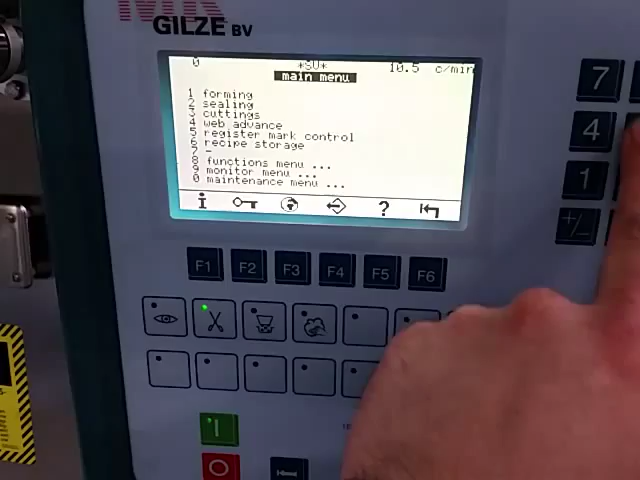 GILZE BV
0 *SU* 10.5 c/min
main menu
1 forming
2 sealing
3 cuttings
4 web advance
5 register mark control
6 recipe storage
7 -
8 functions menu ...
9 monitor menu ...
0 maintenance menu ...
i ?
F1 F2 F3 F4 F5 F6
7
4
1
+/-